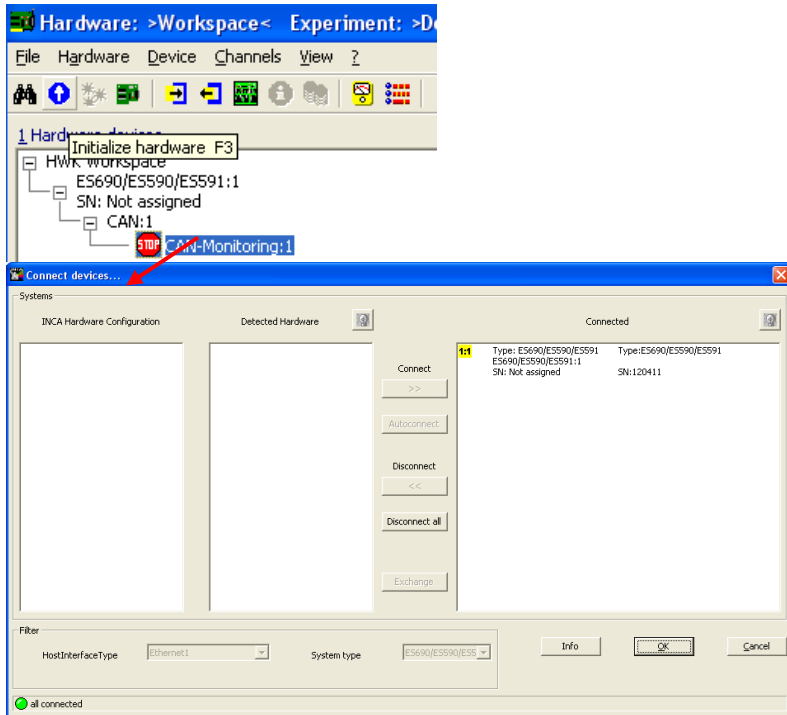 Hardware: >Workspace< Experiment: >D
File Hardware Device Channels View ?
1 Hardware devices
Initialize hardware F3
HWK Workspace
ES690/ES590/ES591:1
SN: Not assigned
CAN:1
STOP CAN-Monitoring:1
Connect devices...
Systems
INCA Hardware Configuration Detected Hardware Connected
1:1 Type: ES690/ES590/ES591 Type:ES690/ES590/ES591
ES690/ES590/ES591:1
SN: Not assigned SN:120411
Connect
>>
Autoconnect
Disconnect
<<
Disconnect all
Exchange
Filter
HostInterfaceType Ethernet1 System type ES690/ES590/ES5
Info OK Cancel
all connected